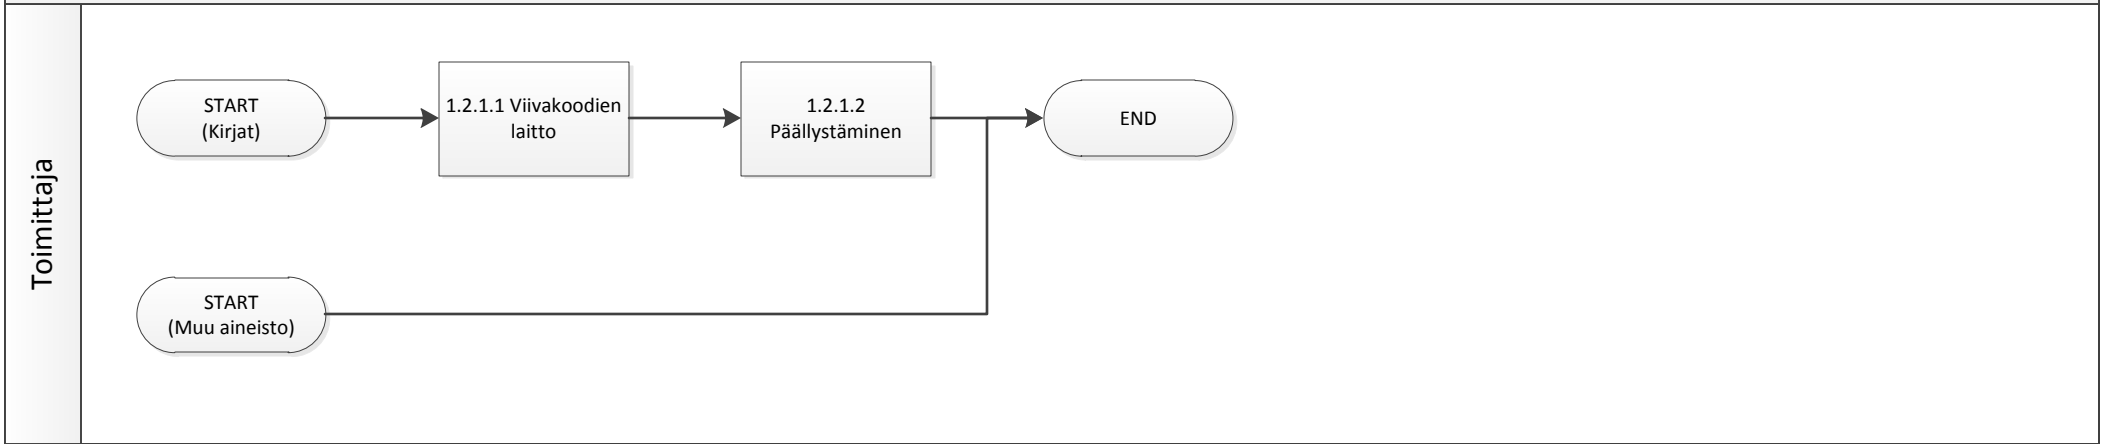 Toimittaja
START
(Kirjat)
1.2.1.1 Viivakoodien
laitto
1.2.1.2
Päällystäminen
END
START
(Muu aineisto)